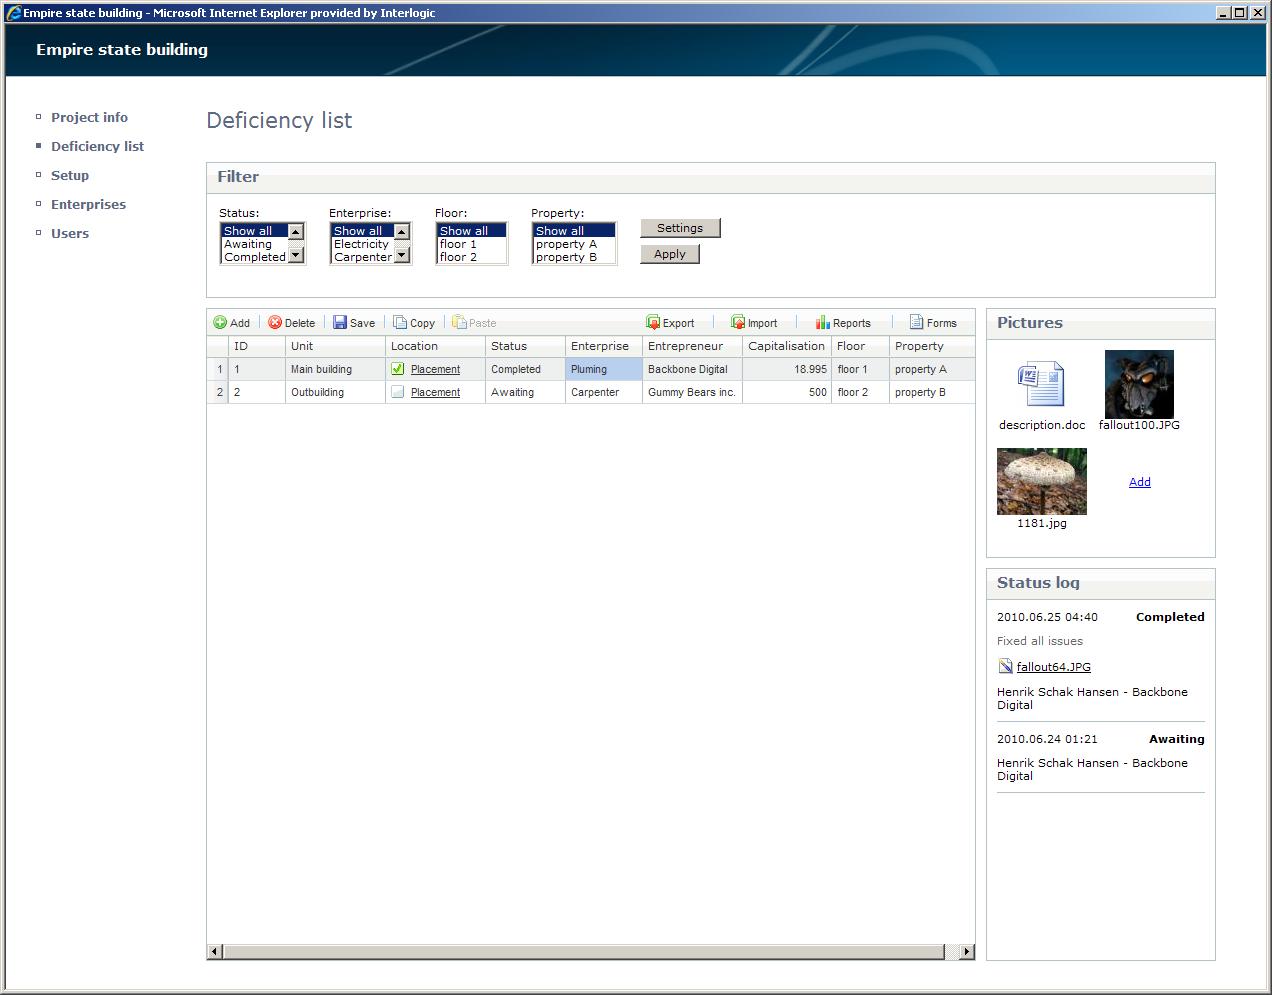 Empire state building - Microsoft Internet Explorer provided by Interlogic
Empire state building
Project info
Deficiency list
Setup
Enterprises
Users
Deficiency list
Filter
Status: Enterprise: Floor: Property:
Show all Show all Show all Show all Settings
Awaiting Electricity floor 1 property A
Completed Carpenter floor 2 property B Apply
Add Delete Save Copy Paste Export Import Reports Forms
ID Unit Location Status Enterprise Entrepreneur Capitalisation Floor Property
1 1 Main building Placement Completed Pluming Backbone Digital 18.995 floor 1 property A
2 2 Outbuilding Placement Awaiting Carpenter Gummy Bears inc. 500 floor 2 property B
Pictures
description.doc fallout100.JPG
1181.jpg Add
Status log
2010.06.25 04:40 Completed
Fixed all issues
fallout64.JPG
Henrik Schak Hansen - Backbone
Digital
2010.06.24 01:21 Awaiting
Henrik Schak Hansen - Backbone
Digital